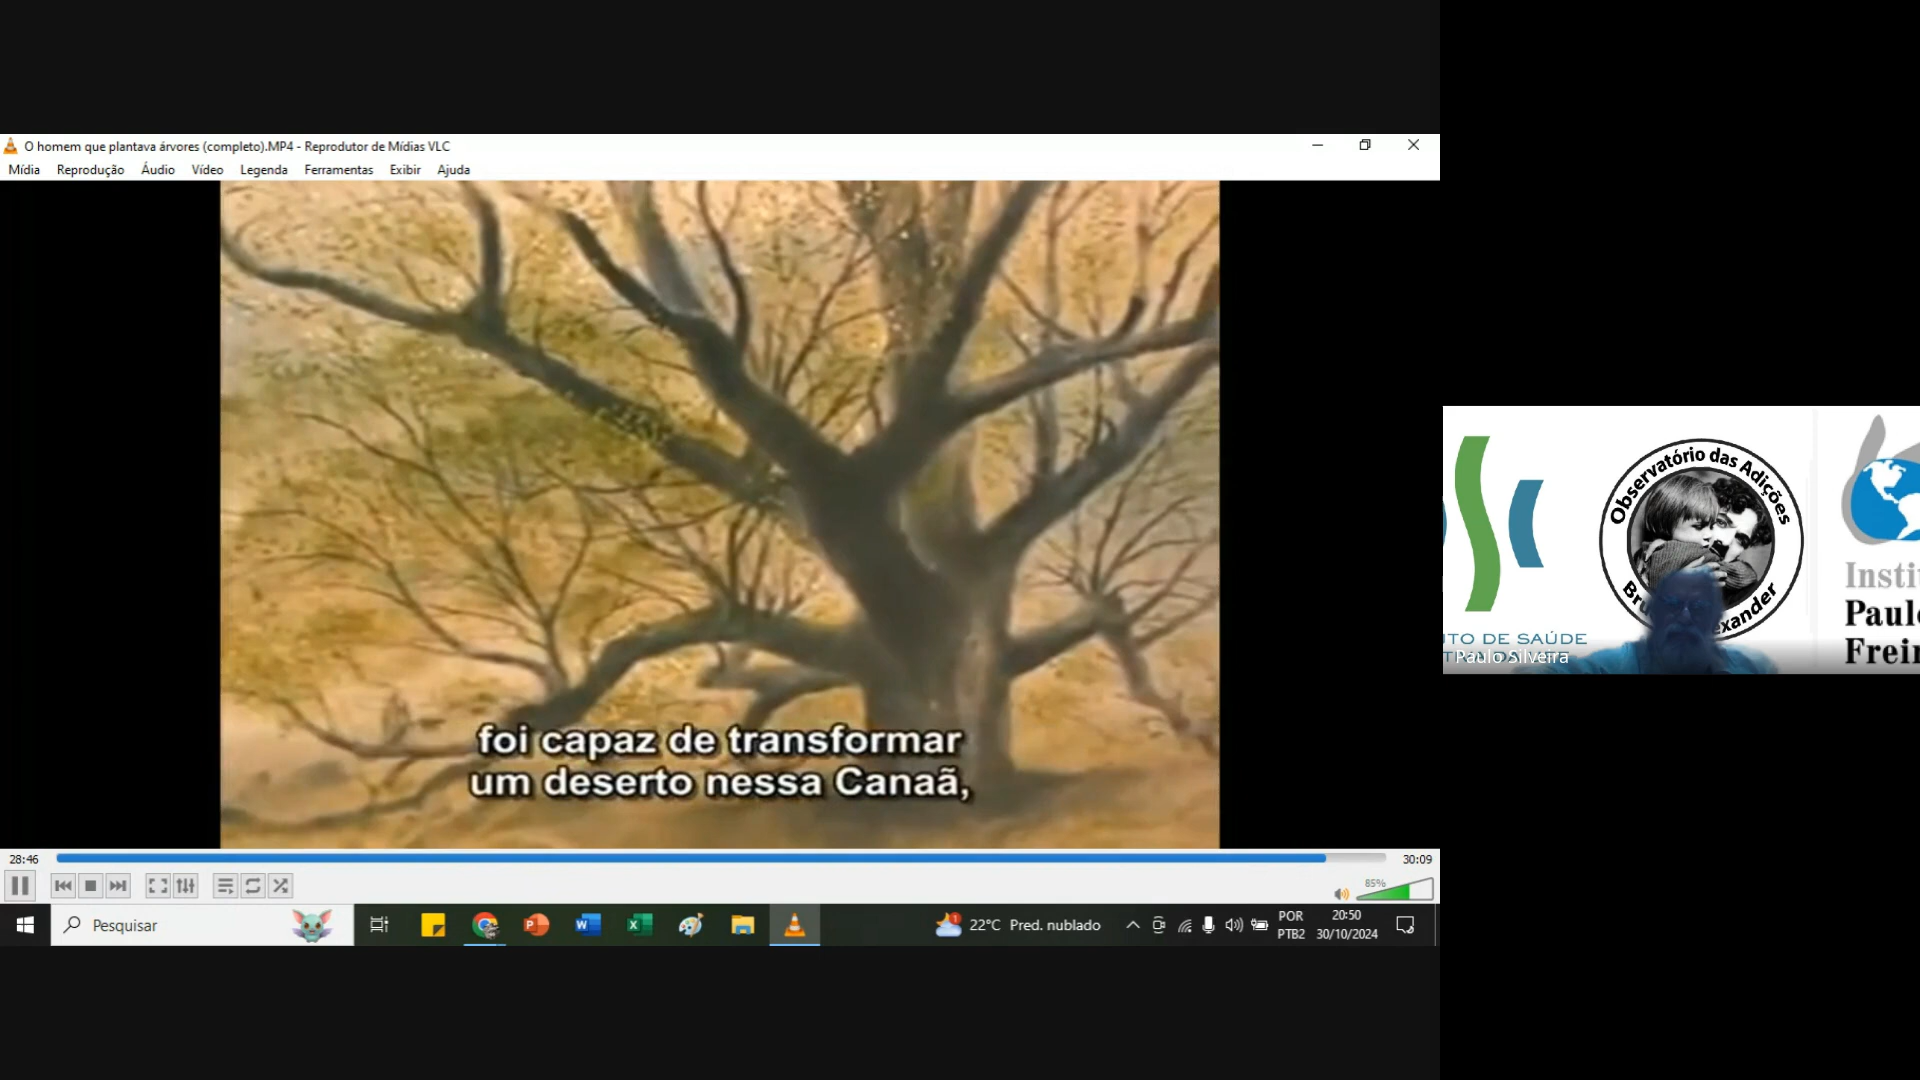 O homem que plantava árvores (completo).MP4 - Reprodutor de Mídias VLC
Mídia Reprodução Áudio Vídeo Legenda Ferramentas Exibir Ajuda
foi capaz de transformar
um deserto nessa Canaã,
28:46
30:09
85%
Pesquisar
22°C Pred. nublado
POR
PTB2
20:50
30/10/2024
Observatório das Adições
TO DE SAÚDE
Paulo Silveira
Insti
Paul
Frei